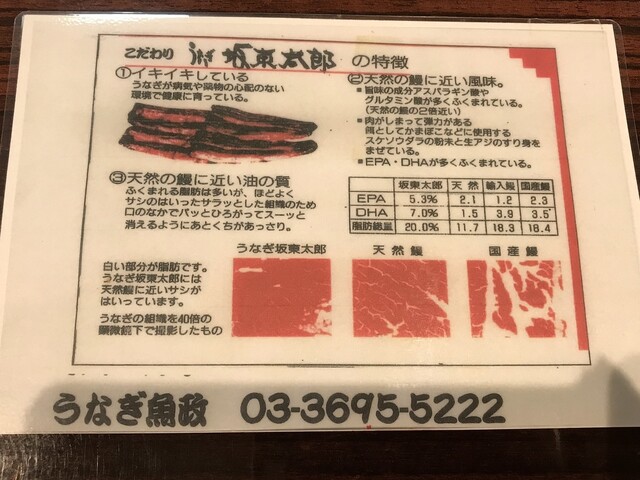 こだわり うなぎ 坂東太郎 の特徴
①イキイキしている
うなぎが病気や薬物の心配のない
環境で健康に育っている。
②天然の鰻に近い風味。
■旨味の成分アスパラギン酸や
グルタミン酸が多くふくまれている。
(天然の鰻の2倍近い)
■肉がしまって弾力がある
餌としてかまぼこなどに使用する
スケソウダラの粉末と生アジのすり身を
まぜている。
■EPA・DHAが多くふくまれている。
③天然の鰻に近い油の質
ふくまれる脂肪は多いが、ほどよく
サシのはいったサラッとした組織のため
口のなかでパッとひろがってスーッと
消えるようにあとくちがあっさり。
坂東太郎 天然 輸入鰻 国産鰻
EPA 5.3% 2.1 1.2 2.3
DHA 7.0% 1.5 3.9 3.5
脂肪総量 20.0% 11.7 18.3 18.4
うなぎ坂東太郎 天然鰻 国産鰻
白い部分が脂肪です。
うなぎ坂東太郎には
天然鰻に近いサシが
はいっています。
うなぎの組織を40倍の
顕微鏡下で撮影したもの
うなぎ魚政 03-3695-5222